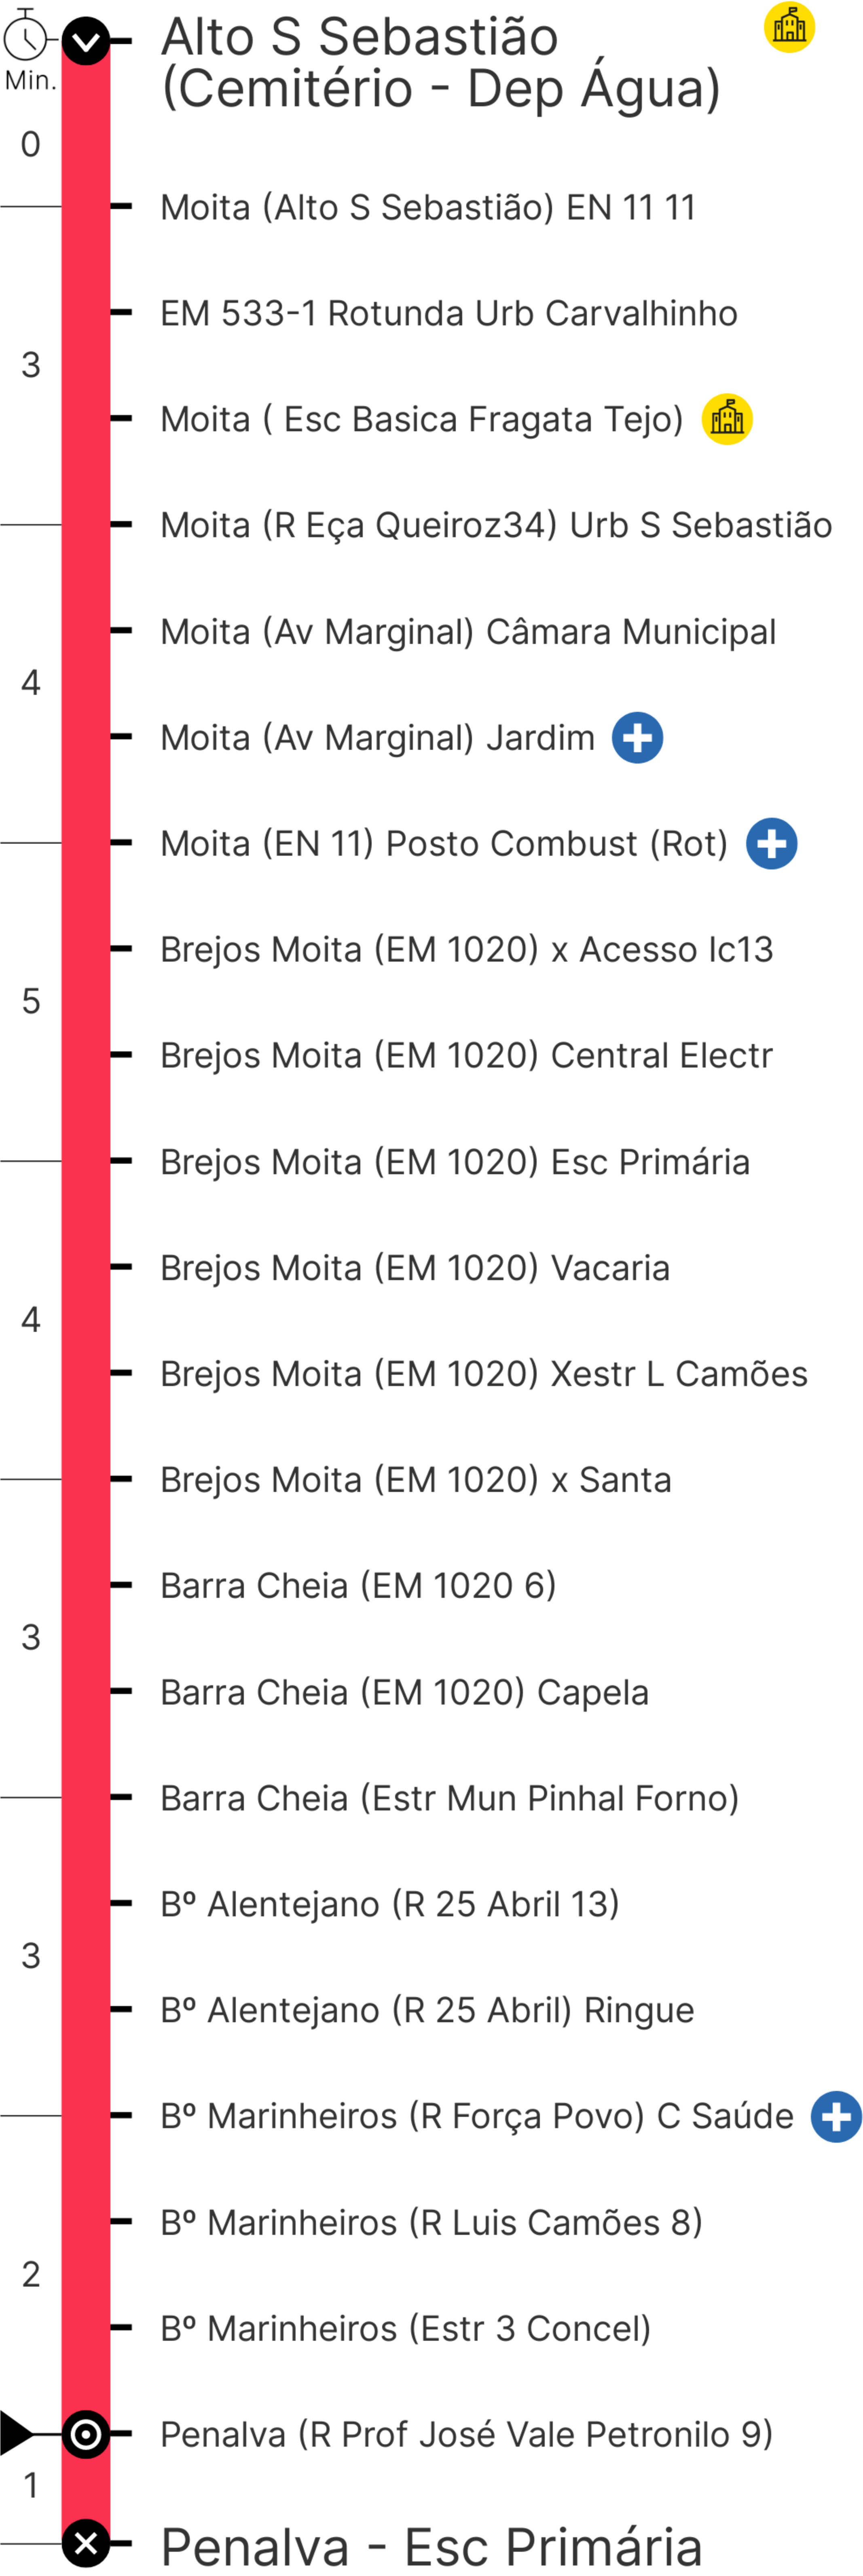 Alto S Sebastião
(Cemitério - Dep Água)
Min.
0
Moita (Alto S Sebastião) EN 11 11
EM 533-1 Rotunda Urb Carvalhinho
3
Moita ( Esc Basica Fragata Tejo)
Moita (R Eça Queiroz34) Urb S Sebastião
Moita (Av Marginal) Câmara Municipal
4
Moita (Av Marginal) Jardim
Moita (EN 11) Posto Combust (Rot)
Brejos Moita (EM 1020) x Acesso Ic13
5
Brejos Moita (EM 1020) Central Electr
Brejos Moita (EM 1020) Esc Primária
Brejos Moita (EM 1020) Vacaria
4
Brejos Moita (EM 1020) Xestr L Camões
Brejos Moita (EM 1020) x Santa
Barra Cheia (EM 1020 6)
3
Barra Cheia (EM 1020) Capela
Barra Cheia (Estr Mun Pinhal Forno)
Bº Alentejano (R 25 Abril 13)
3
Bº Alentejano (R 25 Abril) Ringue
Bº Marinheiros (R Força Povo) C Saúde
Bº Marinheiros (R Luis Camões 8)
2
Bº Marinheiros (Estr 3 Concel)
Penalva (R Prof José Vale Petronilo 9)
1
Penalva - Esc Primária